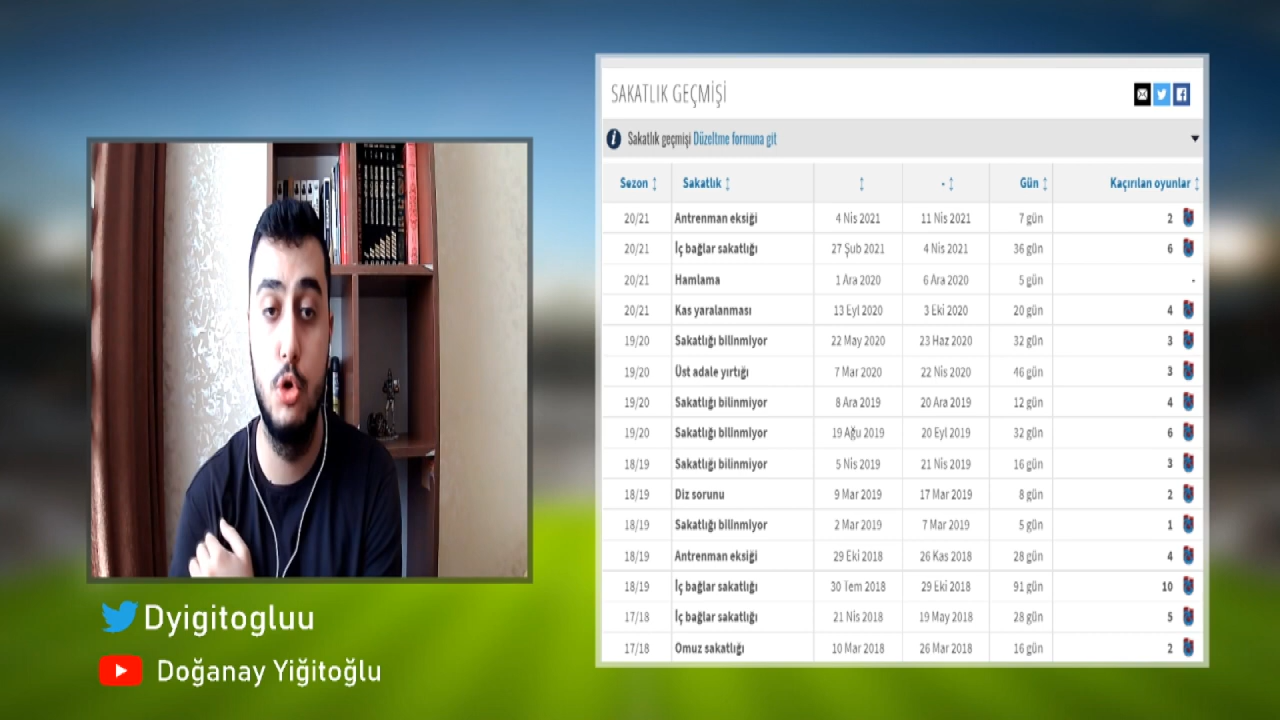 Dyigitogluu
Doğanay Yiğitoğlu
SAKATLIK GEÇMİŞİ
Sakatlık geçmişi Düzeltme formuna git
Sezon Sakatlık - Gün Kaçırılan oyunlar
20/21 Antrenman eksiği 4 Nis 2021 11 Nis 2021 7 gün 2
20/21 İç bağlar sakatlığı 27 Şub 2021 4 Nis 2021 36 gün 6
20/21 Hamlama 1 Ara 2020 6 Ara 2020 5 gün -
20/21 Kas yaralanması 13 Eyl 2020 3 Eki 2020 20 gün 4
19/20 Sakatlığı bilinmiyor 22 May 2020 23 Haz 2020 32 gün 3
19/20 Üst adale yırtığı 7 Mar 2020 22 Nis 2020 46 gün 3
19/20 Sakatlığı bilinmiyor 8 Ara 2019 20 Ara 2019 12 gün 4
19/20 Sakatlığı bilinmiyor 19 Ağu 2019 20 Eyl 2019 32 gün 6
18/19 Sakatlığı bilinmiyor 5 Nis 2019 21 Nis 2019 16 gün 3
18/19 Diz sorunu 9 Mar 2019 17 Mar 2019 8 gün 2
18/19 Sakatlığı bilinmiyor 2 Mar 2019 7 Mar 2019 5 gün 1
18/19 Antrenman eksiği 29 Eki 2018 26 Kas 2018 28 gün 4
18/19 İç bağlar sakatlığı 30 Tem 2018 29 Eki 2018 91 gün 10
17/18 İç bağlar sakatlığı 21 Nis 2018 19 May 2018 28 gün 5
17/18 Omuz sakatlığı 10 Mar 2018 26 Mar 2018 16 gün 2